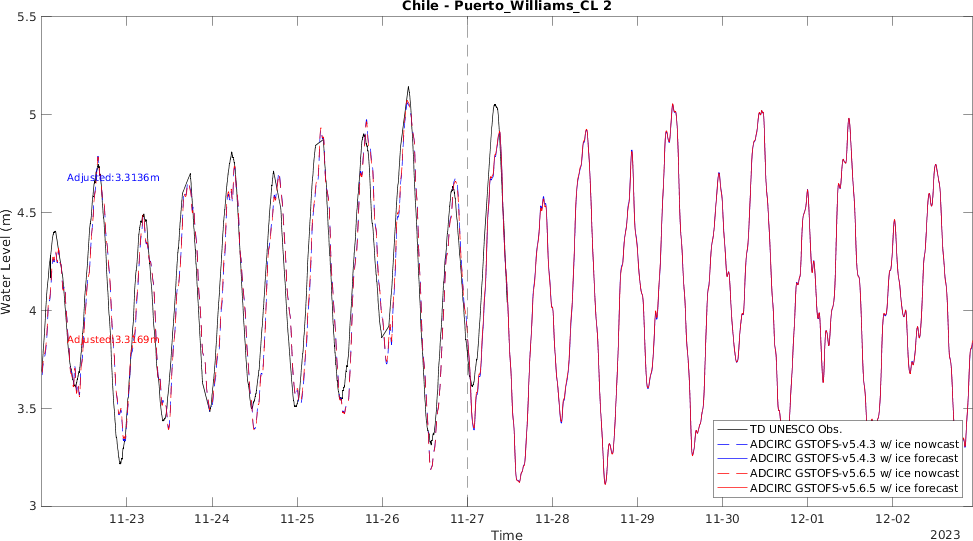 Chile - Puerto_Williams_CL 2
5.5
5
4.5
4
3.5
3
Water Level (m)
Adjusted:3.3136m
Adjusted:3.3169m
TD UNESCO Obs.
ADCIRC GSTOFS-v5.4.3 w/ ice nowcast
ADCIRC GSTOFS-v5.4.3 w/ ice forecast
ADCIRC GSTOFS-v5.6.5 w/ ice nowcast
ADCIRC GSTOFS-v5.6.5 w/ ice forecast
11-23 11-24 11-25 11-26 11-27 11-28 11-29 11-30 12-01 12-02
Time
2023